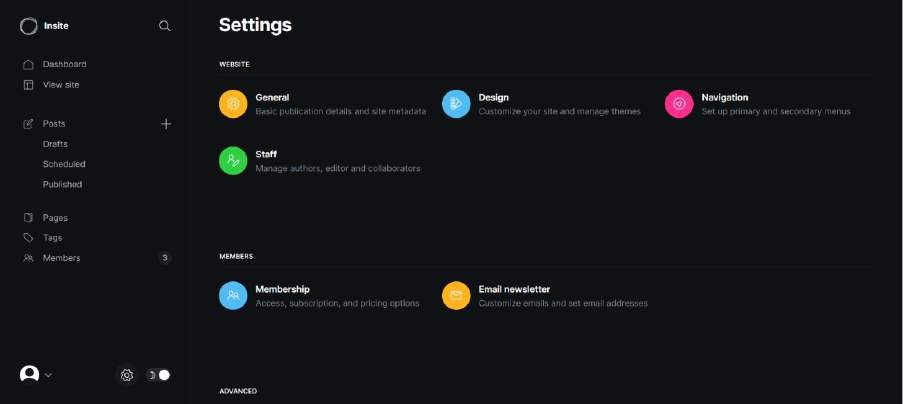 Insite
Dashboard
View site
Posts
Drafts
Scheduled
Published
Pages
Tags
Members 3
Settings
WEBSITE
General
Basic publication details and site metadata
Design
Customize your site and manage themes
Navigation
Set up primary and secondary menus
Staff
Manage authors, editor and collaborators
MEMBERS
Membership
Access, subscription, and pricing options
Email newsletter
Customize emails and set email addresses
ADVANCED